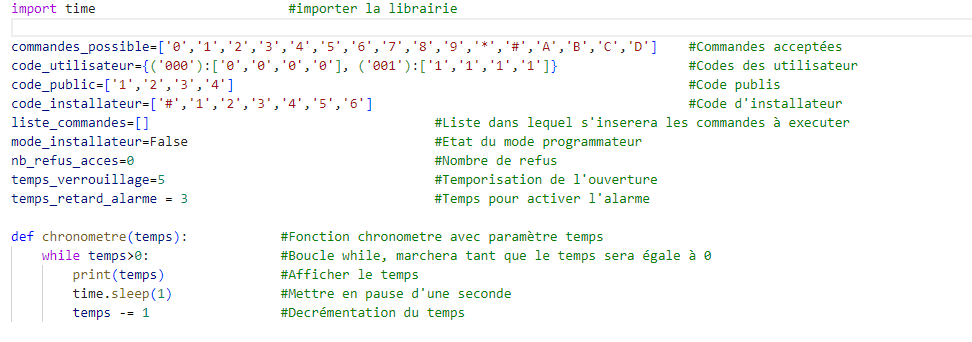 import time #importer la librairie
commandes_possible=['0','1','2','3','4','5','6','7','8','9','*','#','A','B','C','D'] #Commandes acceptées
code_utilisateur={('000'):['0','0','0','0'], ('001'):['1','1','1','1']} #Codes des utilisateur
code_public=['1','2','3','4'] #Code publis
code_installateur=['#','1','2','3','4','5','6'] #Code d'installateur
liste_commandes=[] #Liste dans lequel s'inserera les commandes à executer
mode_installateur=False #Etat du mode programmateur
nb_refus_acces=0 #Nombre de refus
temps_verrouillage=5 #Temporisation de l'ouverture
temps_retard_alarme = 3 #Temps pour activer l'alarme
def chronometre(temps): #Fonction chronometre avec paramètre temps
while temps>0: #Boucle while, marchera tant que le temps sera égale à 0
print(temps) #Afficher le temps
time.sleep(1) #Mettre en pause d'une seconde
temps -= 1 #Decrémentation du temps